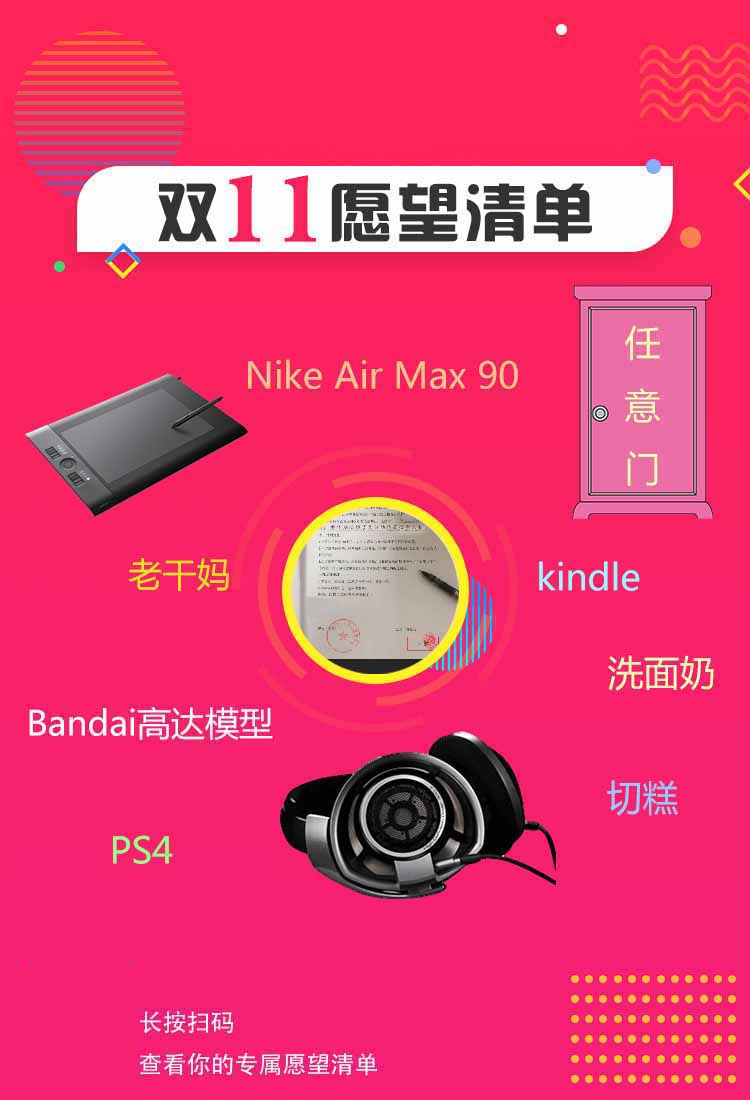 双11愿望清单
任
意
门
Nike Air Max 90
老干妈
kindle
洗面奶
Bandai高达模型
切糕
PS4
长按扫码
查看你的专属愿望清单